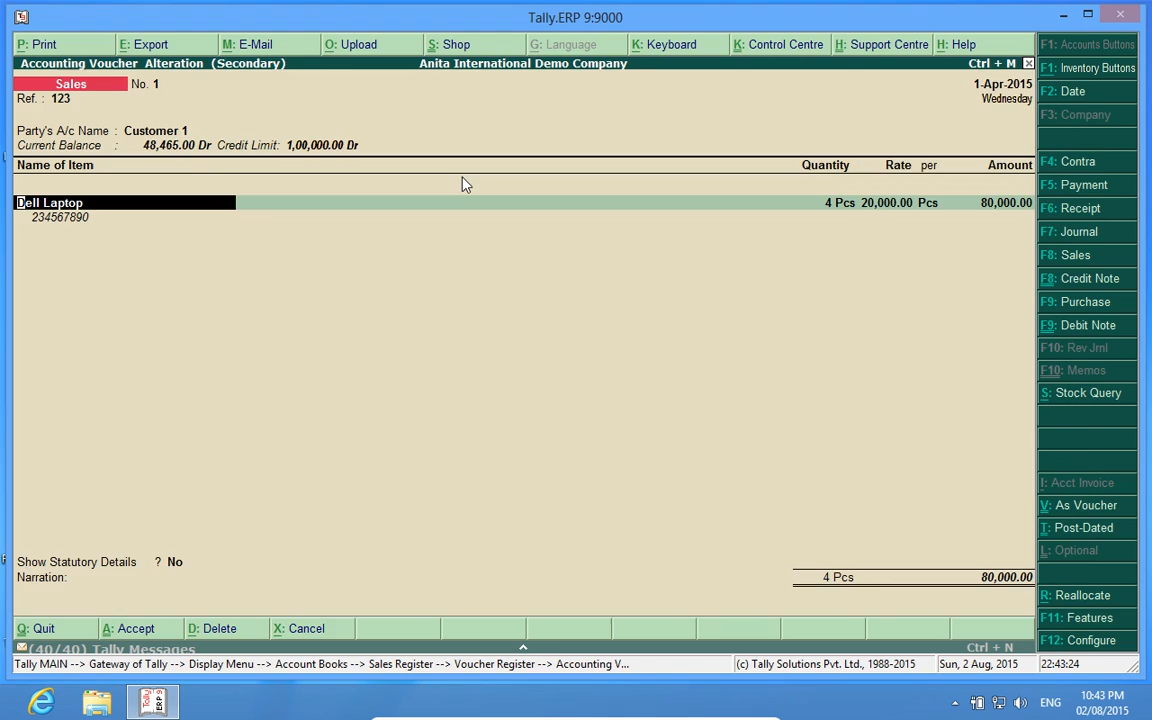 Tally.ERP 9:9000
P: Print E: Export M: E-Mail O: Upload S: Shop G: Language K: Keyboard K: Control Centre H: Support Centre H: Help
Accounting Voucher Alteration (Secondary) Anita International Demo Company Ctrl + M
Sales No. 1 1-Apr-2015
Ref. : 123 Wednesday
Party's A/c Name : Customer 1
Current Balance : 48,465.00 Dr Credit Limit: 1,00,000.00 Dr
Name of Item Quantity Rate per Amount
Dell Laptop 4 Pcs 20,000.00 Pcs 80,000.00
234567890
Show Statutory Details ? No
Narration: 4 Pcs 80,000.00
Q: Quit A: Accept D: Delete X: Cancel
F1: Accounts Buttons
F1: Inventory Buttons
F2: Date
F3: Company
F4: Contra
F5: Payment
F6: Receipt
F7: Journal
F8: Sales
F8: Credit Note
F9: Purchase
F9: Debit Note
F10: Rev Jrnl
F10: Memos
S: Stock Query
I: Acct Invoice
V: As Voucher
T: Post-Dated
L: Optional
R: Reallocate
F11: Features
F12: Configure
(40/40) Tally Messages Ctrl + N
Tally MAIN --> Gateway of Tally --> Display Menu --> Account Books --> Sales Register --> Voucher Register --> Accounting V... (c) Tally Solutions Pvt. Ltd., 1988-2015 Sun, 2 Aug, 2015 22:43:24
Tally ERP 9 ENG 10:43 PM
02/08/2015